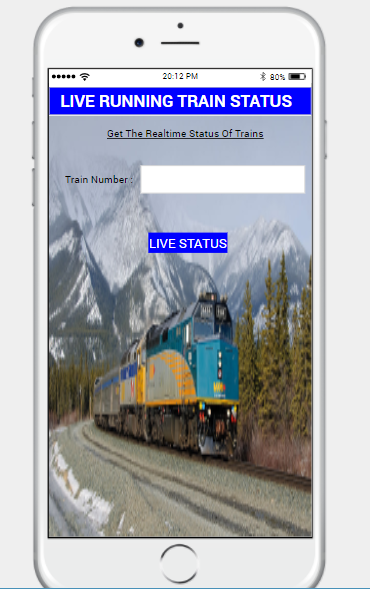 20:12 PM 80%
LIVE RUNNING TRAIN STATUS
Get The Realtime Status Of Trains
Train Number :
LIVE STATUS